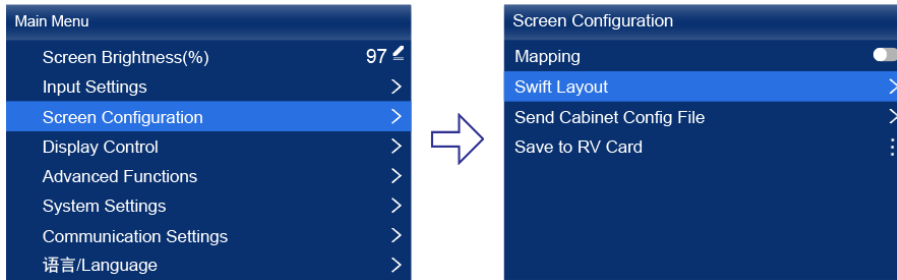 Main Menu
Screen Brightness(%) 97
Input Settings
Screen Configuration
Display Control
Advanced Functions
System Settings
Communication Settings
语言/Language
Screen Configuration
Mapping
Swift Layout
Send Cabinet Config File
Save to RV Card